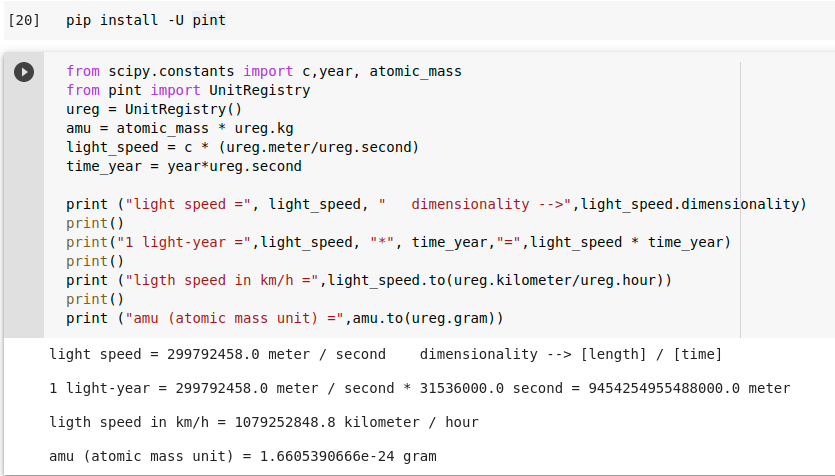 [20] pip install -U pint
from scipy.constants import c,year, atomic_mass
from pint import UnitRegistry
ureg = UnitRegistry()
amu = atomic_mass * ureg.kg
light_speed = c * (ureg.meter/ureg.second)
time_year = year*ureg.second
print ("light speed =", light_speed, "   dimensionality -->",light_speed.dimensionality)
print()
print("1 light-year =",light_speed, "*", time_year,"=",light_speed * time_year)
print()
print ("ligth speed in km/h =",light_speed.to(ureg.kilometer/ureg.hour))
print()
print ("amu (atomic mass unit) =",amu.to(ureg.gram))
light speed = 299792458.0 meter / second    dimensionality --> [length] / [time]
1 light-year = 299792458.0 meter / second * 31536000.0 second = 9454254955488000.0 meter
ligth speed in km/h = 1079252848.8 kilometer / hour
amu (atomic mass unit) = 1.6605390666e-24 gram